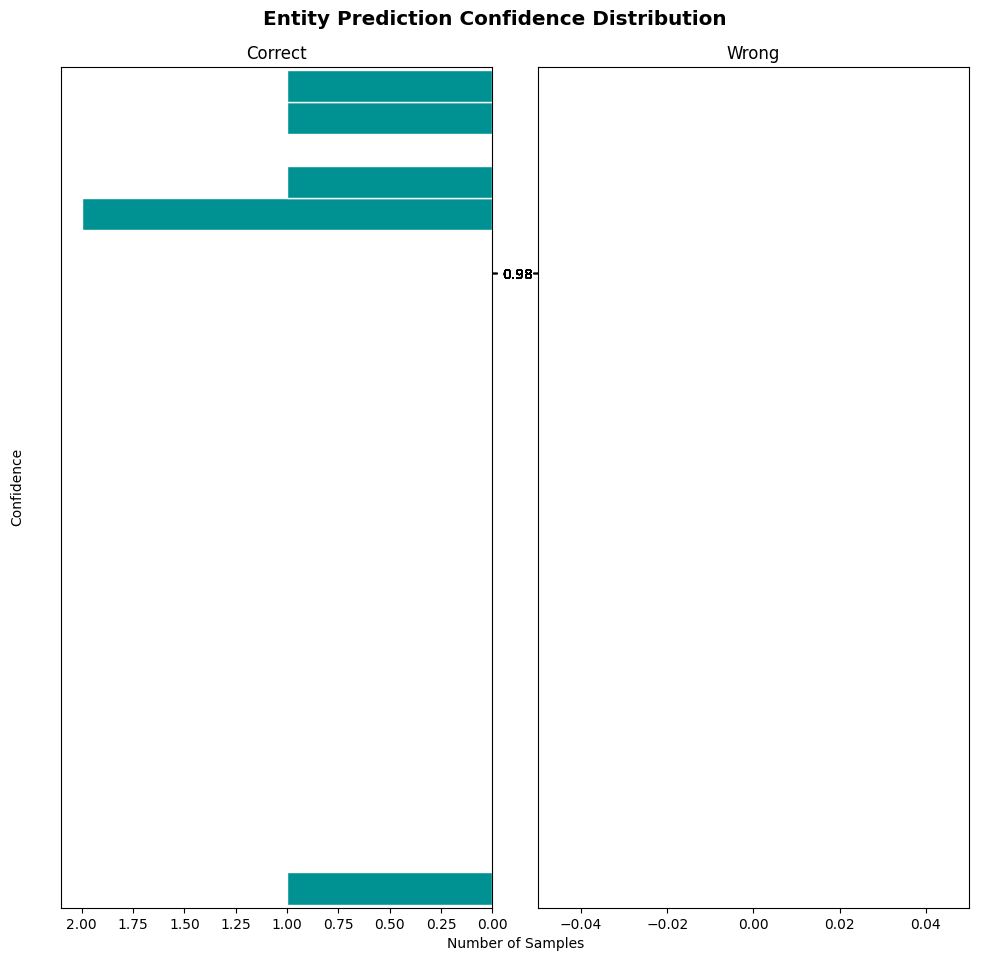 Entity Prediction Confidence Distribution
Correct
Wrong
0.98
Confidence
2.00 1.75 1.50 1.25 1.00 0.75 0.50 0.25 0.00
−0.04 −0.02 0.00 0.02 0.04
Number of Samples